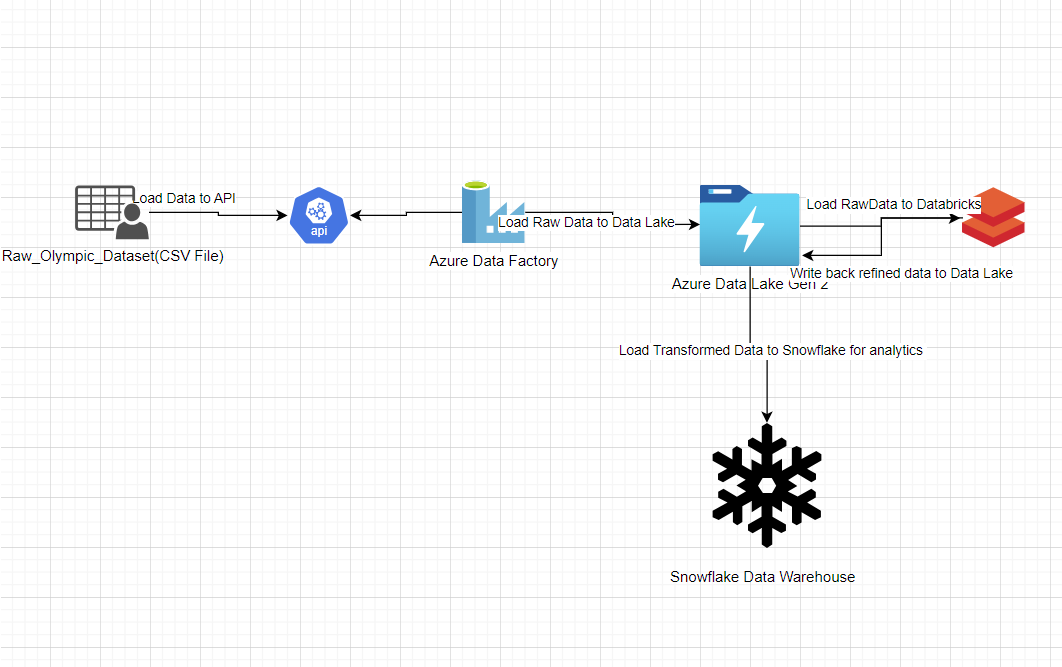 Load Data to API
api
Raw_Olympic_Dataset(CSV File)
Load Raw Data to Data Lake
Azure Data Factory
Load RawData to Databricks
Write back refined data to Data Lake
Azure Data Lake Gen 2
Load Transformed Data to Snowflake for analytics
Snowflake Data Warehouse